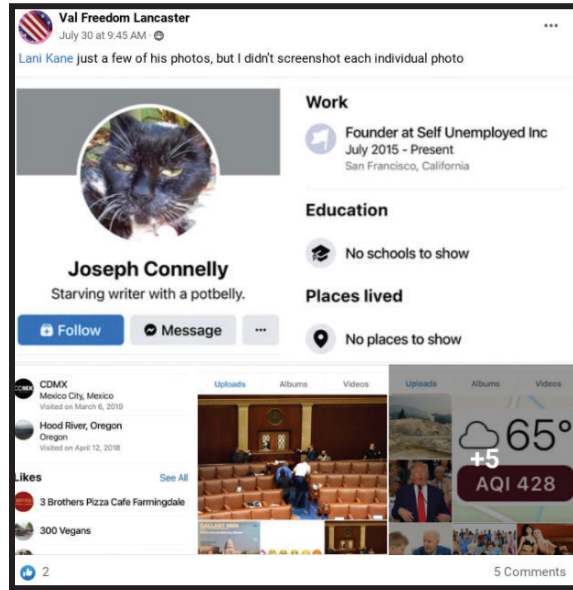 Val Freedom Lancaster
July 30 at 9:45 AM ·
Lani Kane just a few of his photos, but I didn't screenshot each individual photo
Joseph Connelly
Starving writer with a potbelly.
Follow
Message
Work
Founder at Self Unemployed Inc
July 2015 - Present
San Francisco, California
Education
No schools to show
Places lived
No places to show
CDMX
CDMX
Mexico City, Mexico
Visited on March 6, 2019
Hood River, Oregon
Oregon
Visited on April 12, 2018
Likes
See All
3 Brothers Pizza Cafe Farmingdale
300 Vegans
Uploads
Albums
Videos
GALLANT
Uploads
Albums
Videos
65°
+5
AQI 428
2
5 Comments